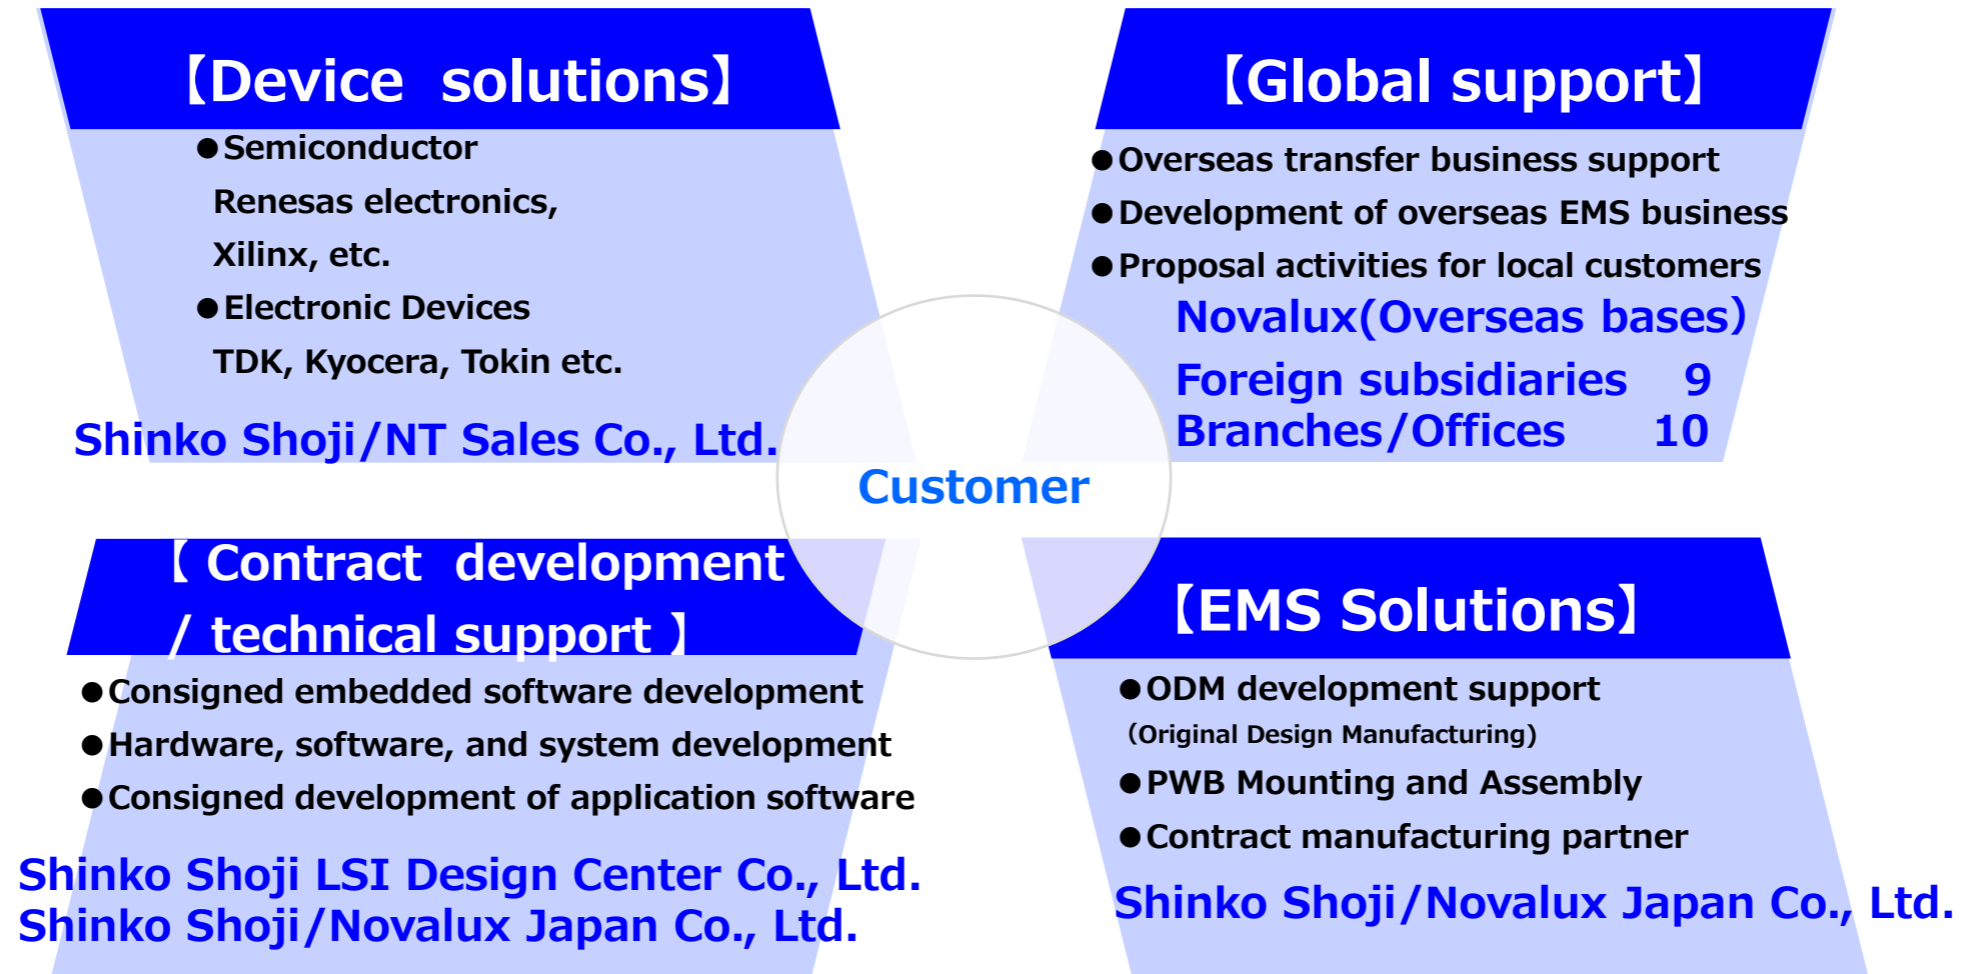 【Device solutions】
●Semiconductor
Renesas electronics,
Xilinx, etc.
●Electronic Devices
TDK, Kyocera, Tokin etc.
Shinko Shoji/NT Sales Co., Ltd.
【Global support】
●Overseas transfer business support
●Development of overseas EMS business
●Proposal activities for local customers
Novalux(Overseas bases）
Foreign subsidiaries 9
Branches/Offices 10
Customer
【 Contract development
/ technical support 】
●Consigned embedded software development
●Hardware, software, and system development
●Consigned development of application software
Shinko Shoji LSI Design Center Co., Ltd.
Shinko Shoji/Novalux Japan Co., Ltd.
【EMS Solutions】
●ODM development support
（Original Design Manufacturing)
●PWB Mounting and Assembly
●Contract manufacturing partner
Shinko Shoji/Novalux Japan Co., Ltd.